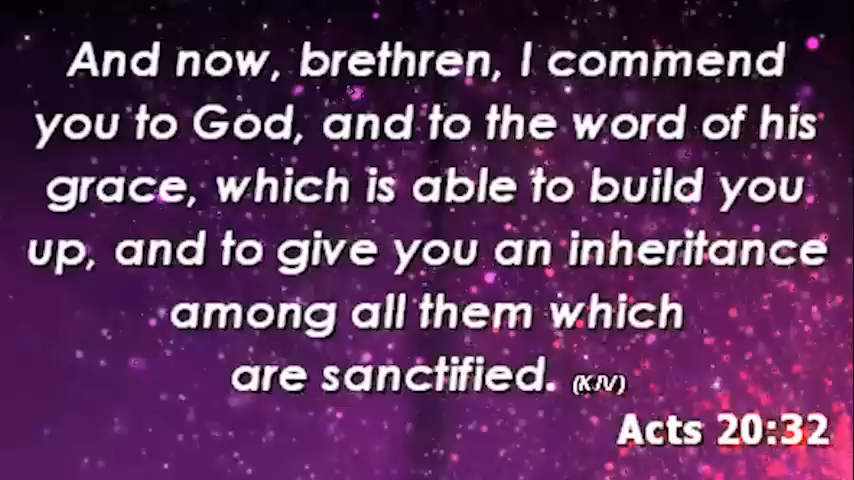 And now, brethren, I commend
you to God, and to the word of his
grace, which is able to build you
up, and to give you an inheritance
among all them which
are sanctified. (KJV)
Acts 20:32